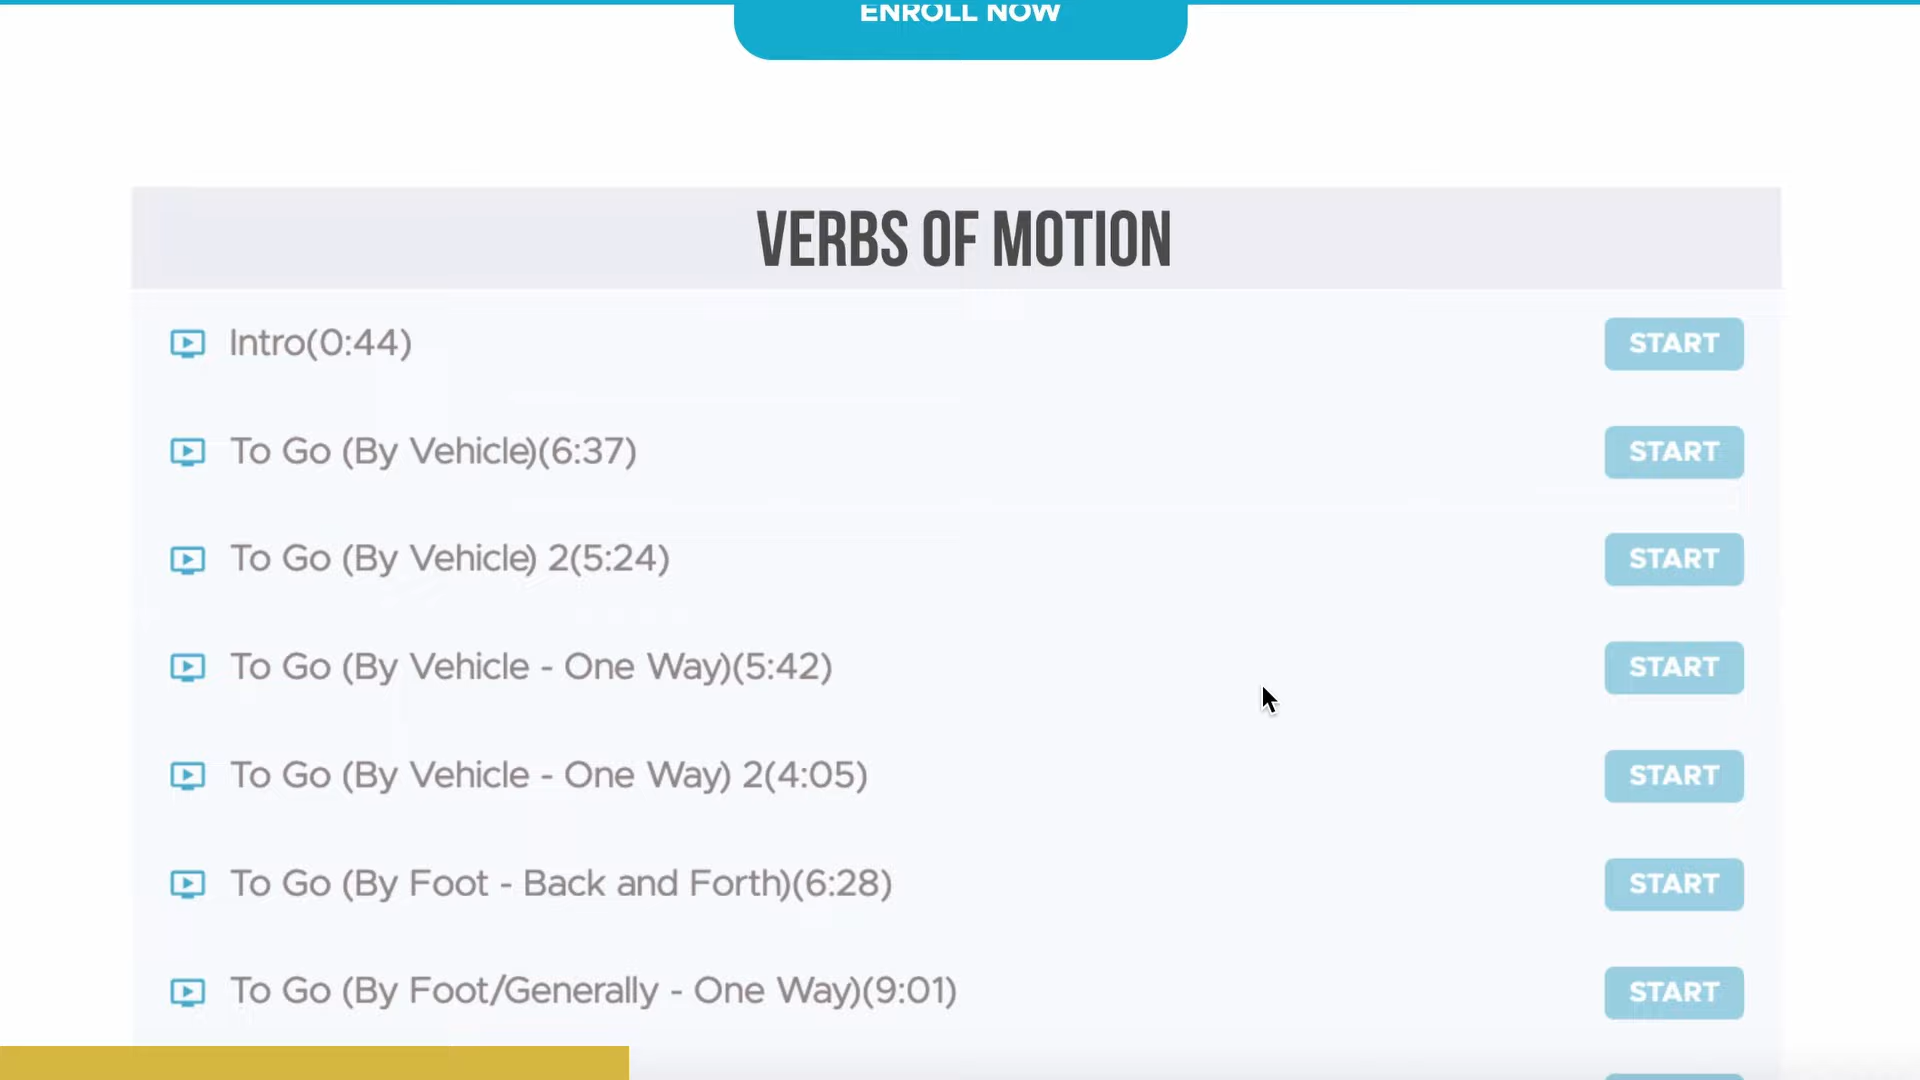 ENROLL NOW
VERBS OF MOTION
Intro(0:44)
START
To Go (By Vehicle)(6:37)
START
To Go (By Vehicle) 2(5:24)
START
To Go (By Vehicle - One Way)(5:42)
START
To Go (By Vehicle - One Way) 2(4:05)
START
To Go (By Foot - Back and Forth)(6:28)
START
To Go (By Foot/Generally - One Way)(9:01)
START